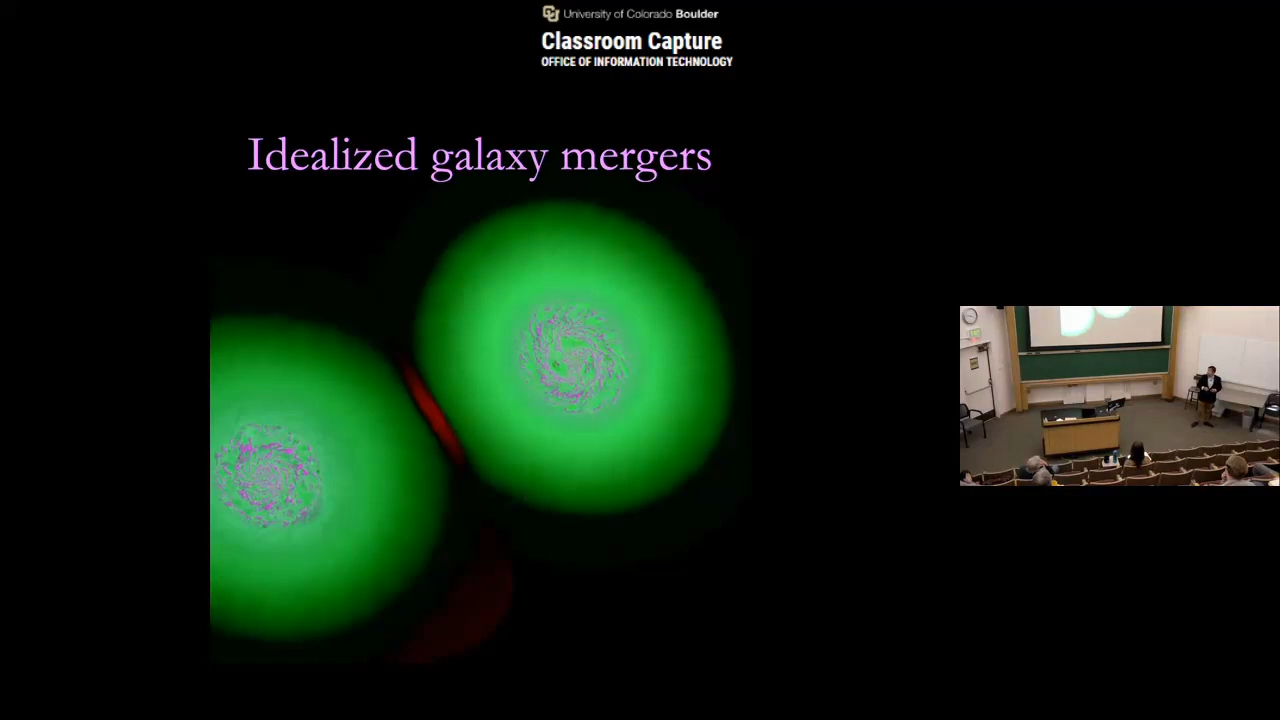 University of Colorado Boulder
Classroom Capture
OFFICE OF INFORMATION TECHNOLOGY
Idealized galaxy mergers